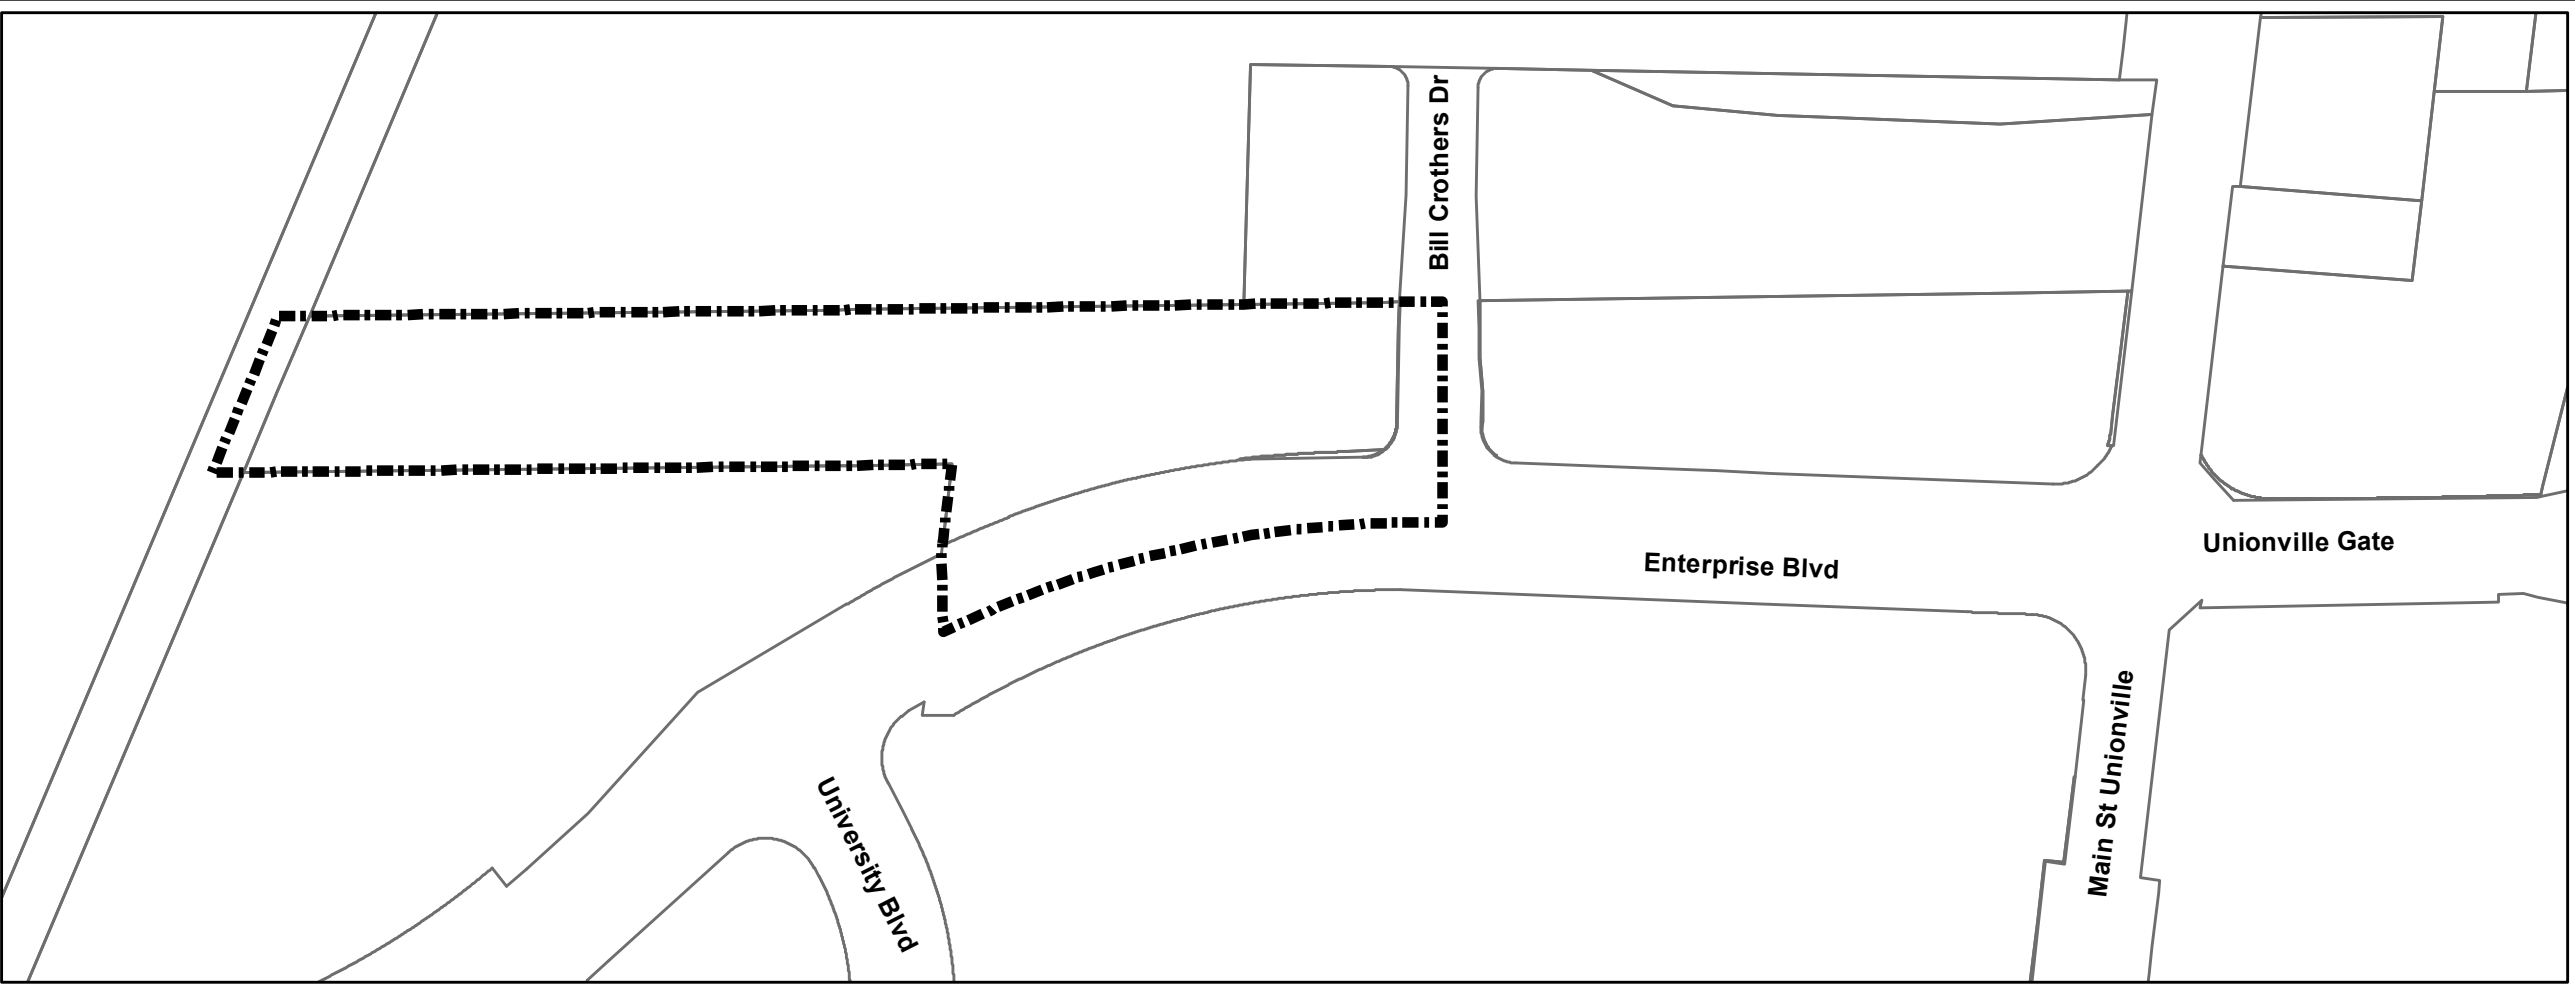 Bill Crothers Dr
Unionville Gate
Enterprise Blvd
University Blvd
Main St Unionville